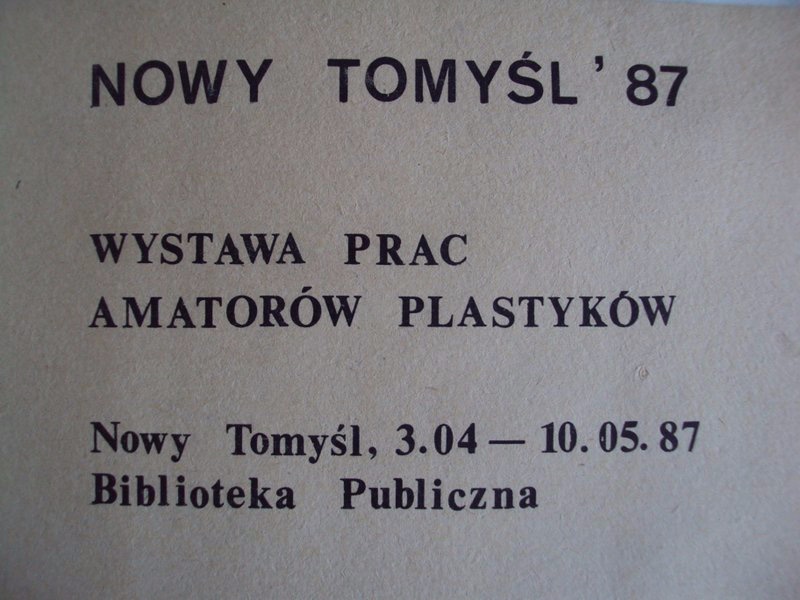 NOWY TOMYŚL '87
WYSTAWA PRAC
AMATORÓW PLASTYKÓW
Nowy Tomyśl, 3.04 — 10.05.87
Biblioteka Publiczna